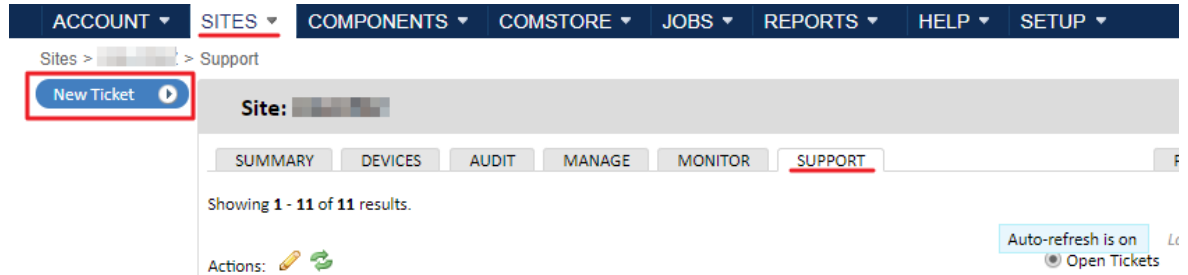 ACCOUNT SITES COMPONENTS COMSTORE JOBS REPORTS HELP SETUP
Sites > > Support
New Ticket
Site:
SUMMARY DEVICES AUDIT MANAGE MONITOR SUPPORT
Showing 1 - 11 of 11 results.
Auto-refresh is on
Actions:
Open Tickets